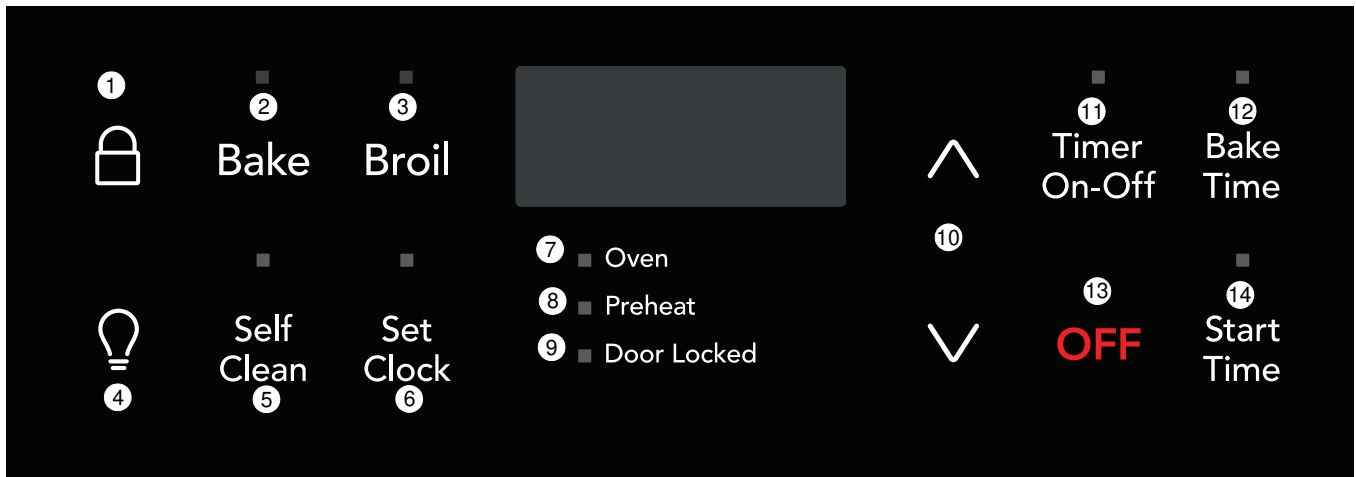 1
2
3
Bake
Broil
4
Self
Clean
5
Set
Clock
6
7 Oven
8 Preheat
9 Door Locked
10
11
Timer
On-Off
12
Bake
Time
13
OFF
14
Start
Time